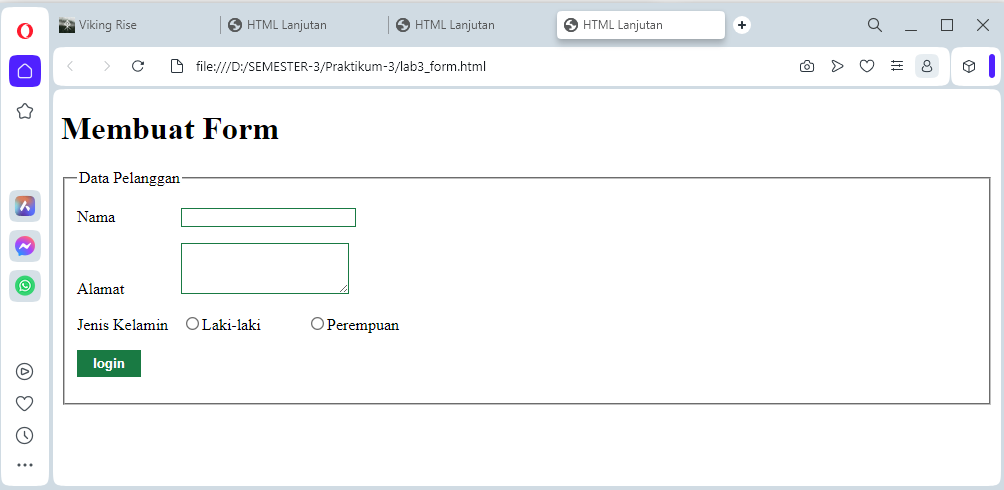 Viking Rise
HTML Lanjutan
HTML Lanjutan
HTML Lanjutan
file:///D:/SEMESTER-3/Praktikum-3/lab3_form.html
Membuat Form
Data Pelanggan
Nama
Alamat
Jenis Kelamin Laki-laki Perempuan
login